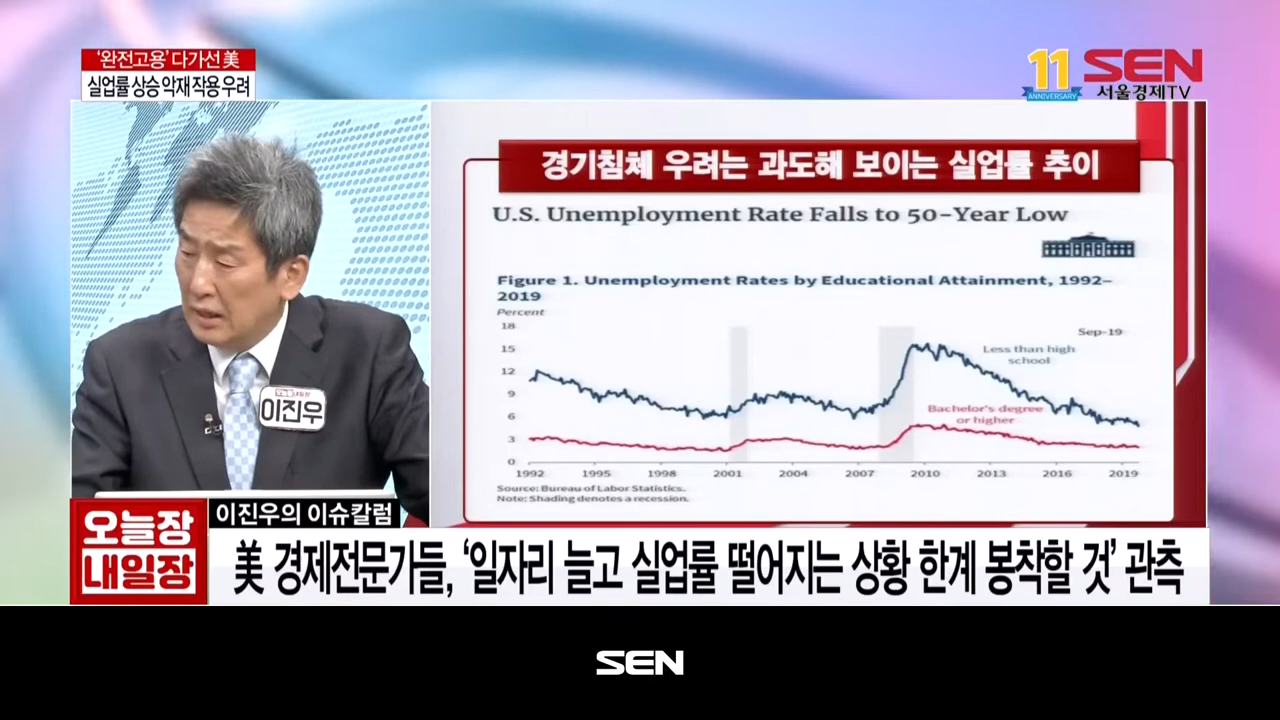 ‘완전고용’ 다가선 美
실업률 상승 악재 작용 우려
11
ANNIVERSARY
SEN
서울경제TV
경기침체 우려는 과도해 보이는 실업률 추이
U.S. Unemployment Rate Falls to 50-Year Low
Figure 1. Unemployment Rates by Educational Attainment, 1992–
2019
Percent
18
15
12
9
6
3
0
Sep-19
Less than high
school
Bachelor's degree
or higher
1992 1995 1998 2001 2004 2007 2010 2013 2016 2019
Source: Bureau of Labor Statistics.
Note: Shading denotes a recession.
이진우
오늘장
내일장
이진우의 이슈칼럼
美 경제전문가들, ‘일자리 늘고 실업률 떨어지는 상황 한계 봉착할 것’ 관측
SEN